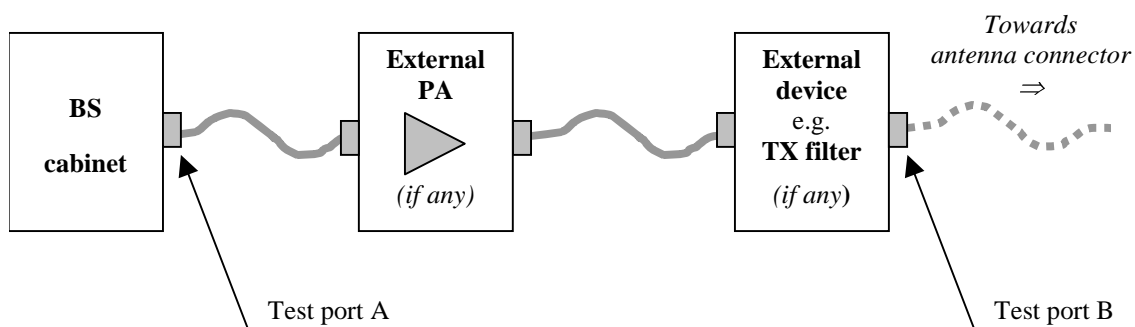 BS
cabinet
External
PA
(if any)
External
device
e.g.
TX filter
(if any)
Towards
antenna connector
⇒
Test port A
Test port B